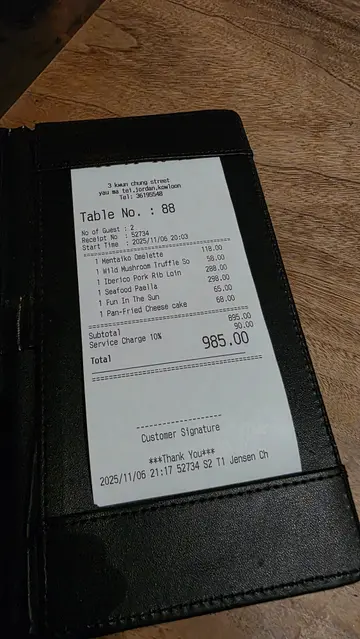 3 kwun chung street
yau ma tei,jordan,kowloon
Tel: 36195548
Table No. : 88
No of Guest : 2
Receipt No : 52734
Start Time : 2025/11/06 20:03
1 Mentaiko Omelette 118.00
1 Wild Mushroom Truffle So 58.00
1 Iberico Pork Rib Loin 288.00
1 Seafood Paella 298.00
1 Fun In The Sun 65.00
1 Pan-Fried Cheese cake 68.00
Subtotal 895.00
Service Charge 10% 90.00
Total 985.00
Customer Signature
***Thank You***
2025/11/06 21:17 52734 S2 T1 Jensen Ch